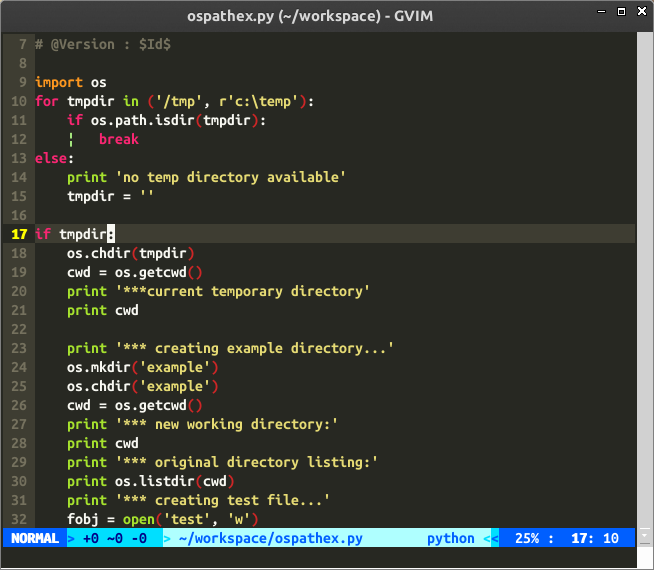 ospathex.py (~/workspace) - GVIM
7 # @Version : $Id$
8
9 import os
10 for tmpdir in ('/tmp', r'c:\temp'):
11     if os.path.isdir(tmpdir):
12     ¦   break
13 else:
14     print 'no temp directory available'
15     tmpdir = ''
16
17 if tmpdir:
18     os.chdir(tmpdir)
19     cwd = os.getcwd()
20     print '***current temporary directory'
21     print cwd
22
23     print '*** creating example directory...'
24     os.mkdir('example')
25     os.chdir('example')
26     cwd = os.getcwd()
27     print '*** new working directory:'
28     print cwd
29     print '*** original directory listing:'
30     print os.listdir(cwd)
31     print '*** creating test file...'
32     fobj = open('test', 'w')
NORMAL > +0 ~0 -0 > ~/workspace/ospathex.py python << 25% : 17: 10